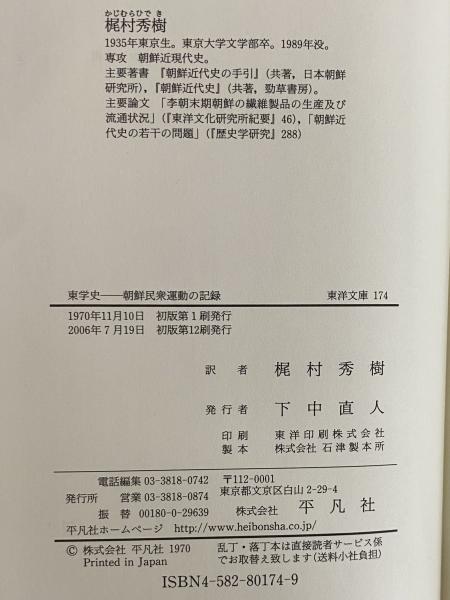 かじむらひでき
梶村秀樹
1935年東京生。東京大学文学部卒。1989年没。
専攻 朝鮮近現代史。
主要著書 『朝鮮近代史の手引』(共著，日本朝鮮
研究所)，『朝鮮近代史』(共著，勁草書房)。
主要論文 「李朝末期朝鮮の繊維製品の生産及び
流通状況」(『東洋文化研究所紀要』46)，「朝鮮近
代史の若干の問題」(『歴史学研究』288)
東学史——朝鮮民衆運動の記録 東洋文庫 174
1970年11月10日 初版第1刷発行
2006年7月19日 初版第12刷発行
訳者 梶村秀樹
発行者 下中直人
印刷 東洋印刷株式会社
製本 株式会社 石津製本所
電話編集 03-3818-0742 〒112-0001
発行所 営業 03-3818-0874 東京都文京区白山2-29-4
振替 00180-0-29639 株式会社 平凡社
平凡社ホームページ http://www.heibonsha.co.jp/
© 株式会社 平凡社 1970 乱丁・落丁本は直接読者サービス係
Printed in Japan でお取替え致します(送料小社負担)
ISBN4-582-80174-9